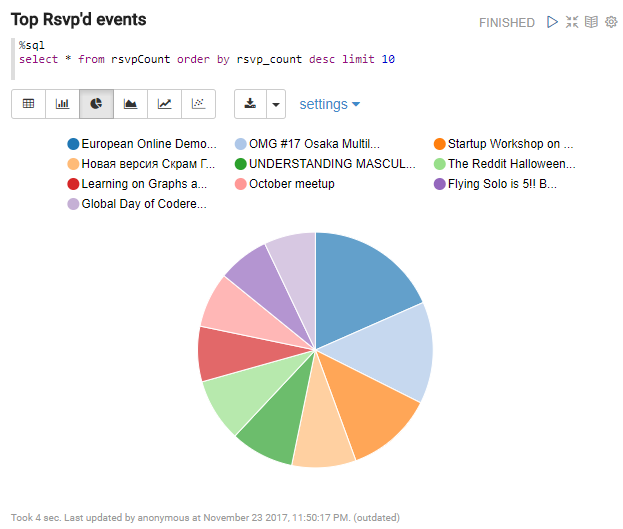 Top Rsvp'd events
FINISHED
%sql
select * from rsvpCount order by rsvp_count desc limit 10
settings
European Online Demo... OMG #17 Osaka Multil... Startup Workshop on ...
Новая версия Скрам Г... UNDERSTANDING MASCUL... The Reddit Halloween...
Learning on Graphs a... October meetup Flying Solo is 5!! B...
Global Day of Codere...
Took 4 sec. Last updated by anonymous at November 23 2017, 11:50:17 PM. (outdated)